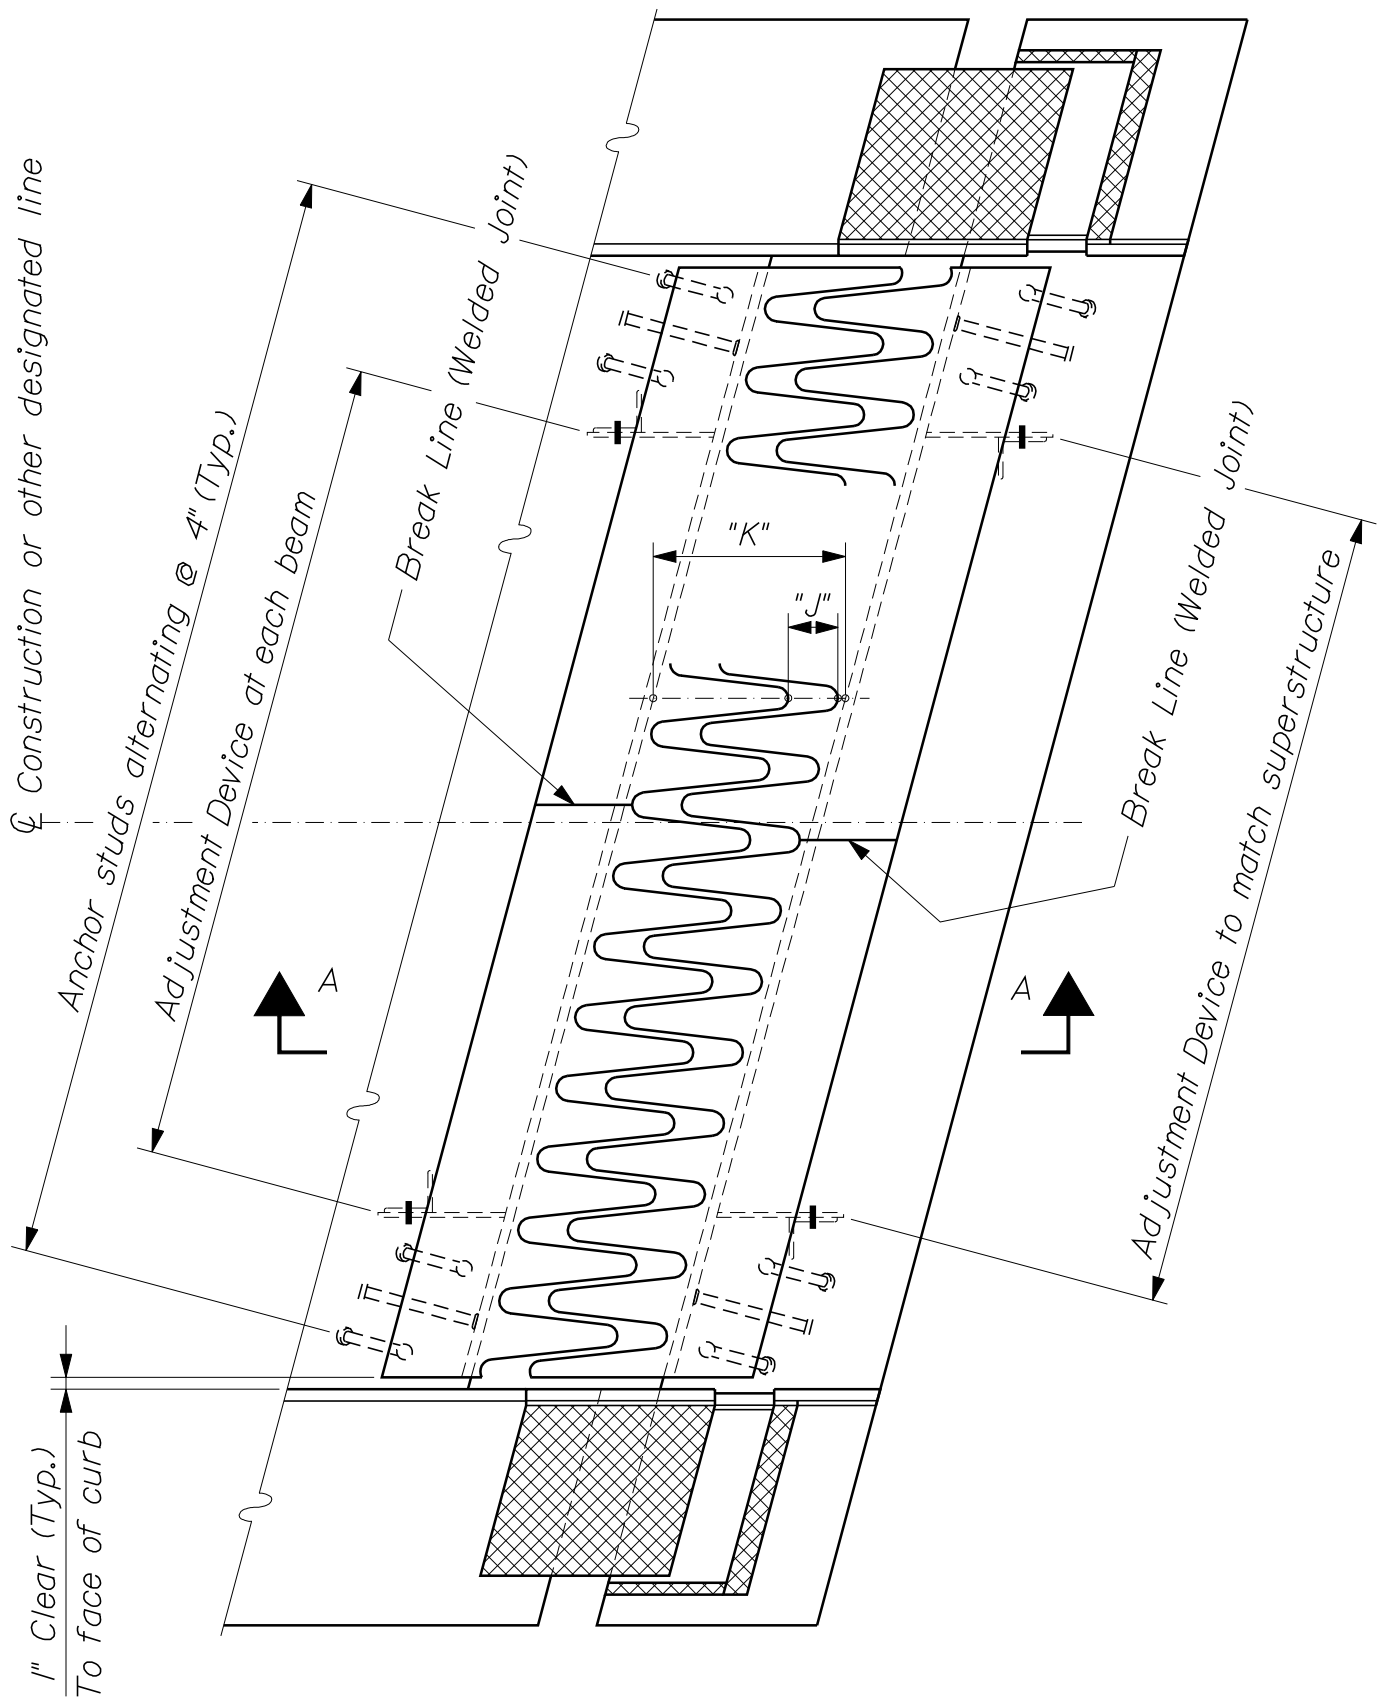 ℄ Construction or other designated line
Anchor studs alternating @ 4" (Typ.)
Adjustment Device at each beam
Break Line (Welded Joint)
"K"
"J"
Break Line (Welded Joint)
Adjustment Device to match superstructure
A
A
1" Clear (Typ.)
To face of curb